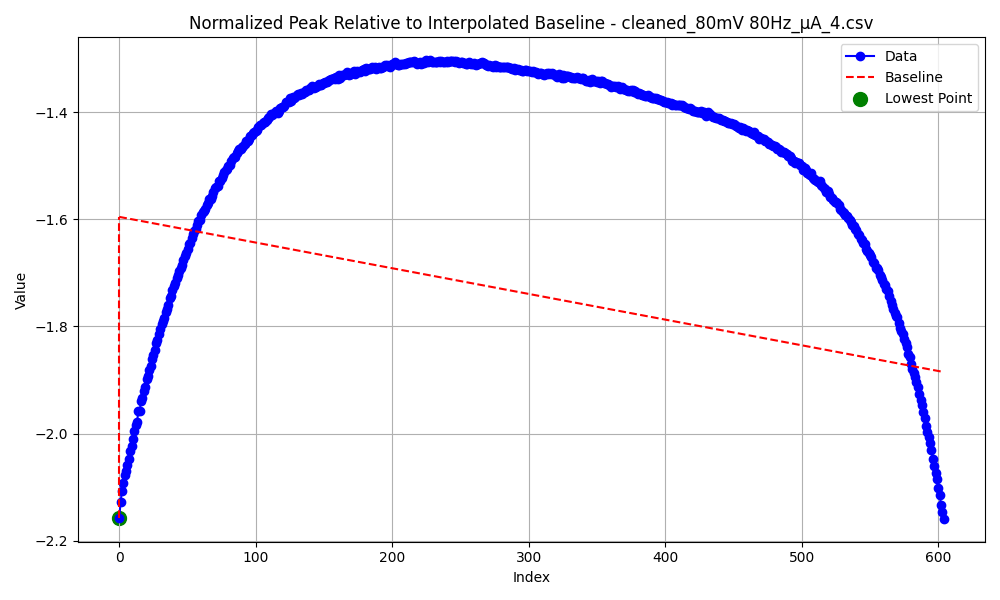 Normalized Peak Relative to Interpolated Baseline - cleaned_80mV 80Hz_μA_4.csv
Data
Baseline
Lowest Point
−1.4
−1.6
−1.8
−2.0
−2.2
Value
0
100
200
300
400
500
600
Index